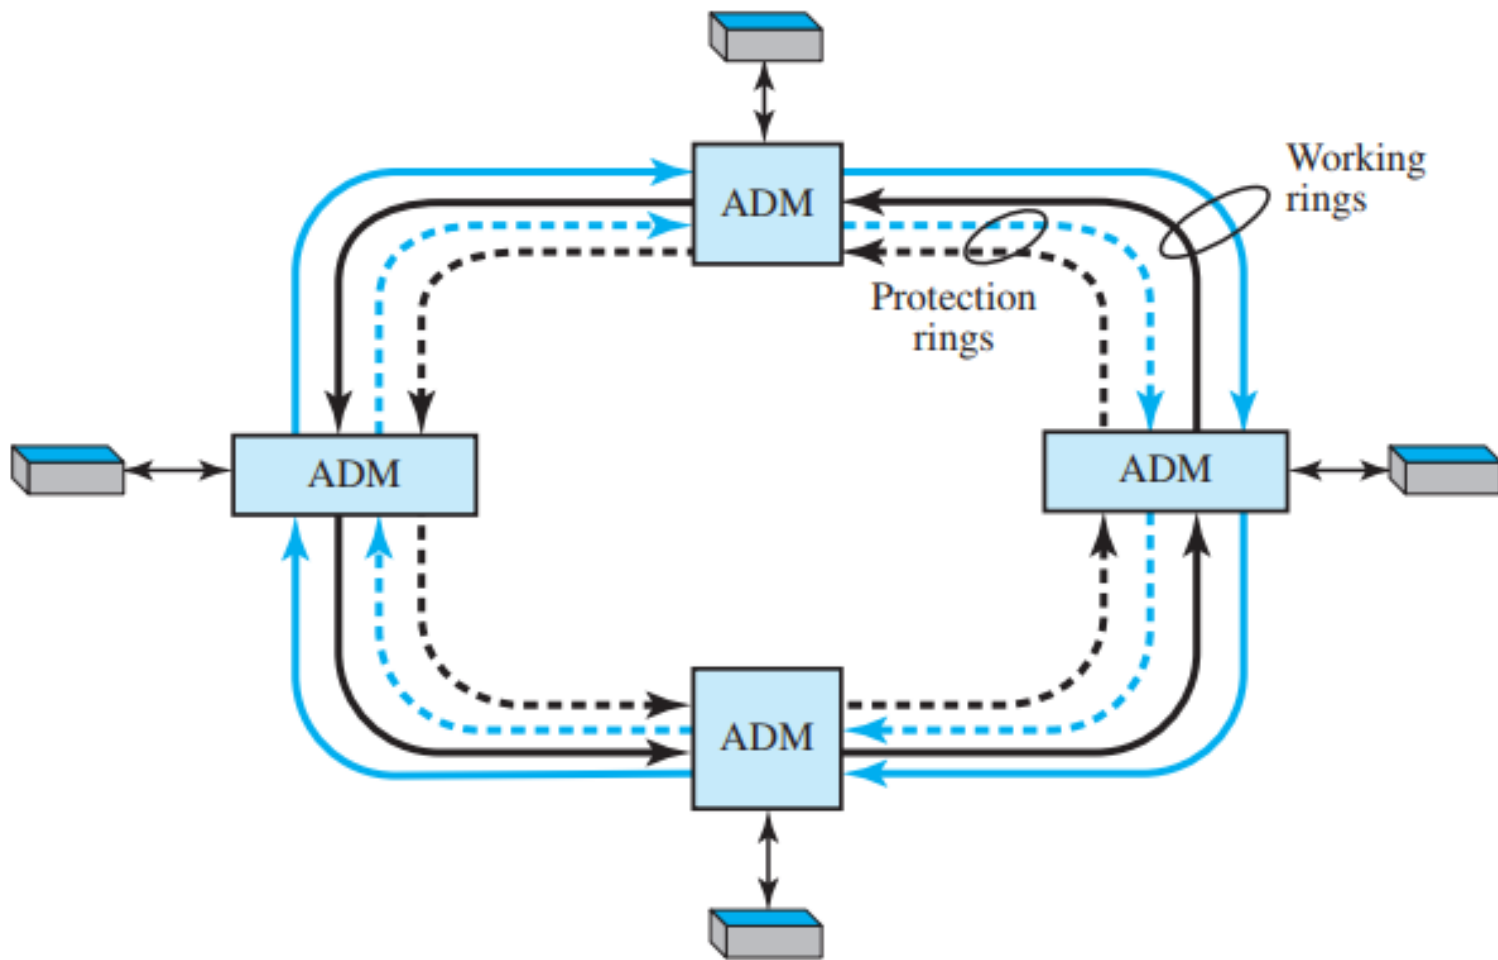 ADM
Working
rings
Protection
rings
ADM
ADM
ADM